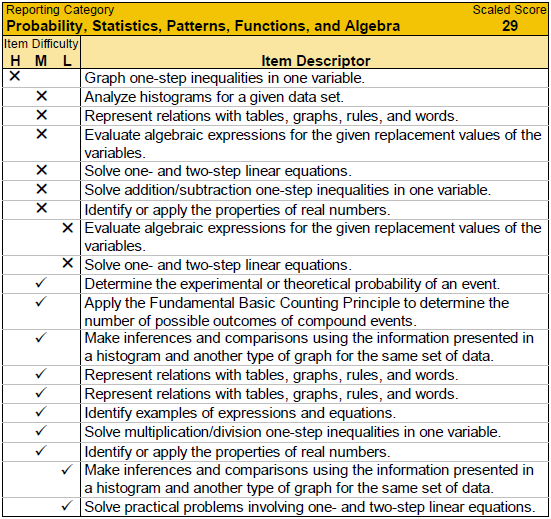 Reporting Category Scaled Score
Probability, Statistics, Patterns, Functions, and Algebra 29
Item Difficulty
H M L Item Descriptor
✕ Graph one-step inequalities in one variable.
✕ Analyze histograms for a given data set.
✕ Represent relations with tables, graphs, rules, and words.
✕ Evaluate algebraic expressions for the given replacement values of the
variables.
✕ Solve one- and two-step linear equations.
✕ Solve addition/subtraction one-step inequalities in one variable.
✕ Identify or apply the properties of real numbers.
✕ Evaluate algebraic expressions for the given replacement values of the
variables.
✕ Solve one- and two-step linear equations.
✓ Determine the experimental or theoretical probability of an event.
✓ Apply the Fundamental Basic Counting Principle to determine the
number of possible outcomes of compound events.
✓ Make inferences and comparisons using the information presented in
a histogram and another type of graph for the same set of data.
✓ Represent relations with tables, graphs, rules, and words.
✓ Represent relations with tables, graphs, rules, and words.
✓ Identify examples of expressions and equations.
✓ Solve multiplication/division one-step inequalities in one variable.
✓ Identify or apply the properties of real numbers.
✓ Make inferences and comparisons using the information presented in
a histogram and another type of graph for the same set of data.
✓ Solve practical problems involving one- and two-step linear equations.